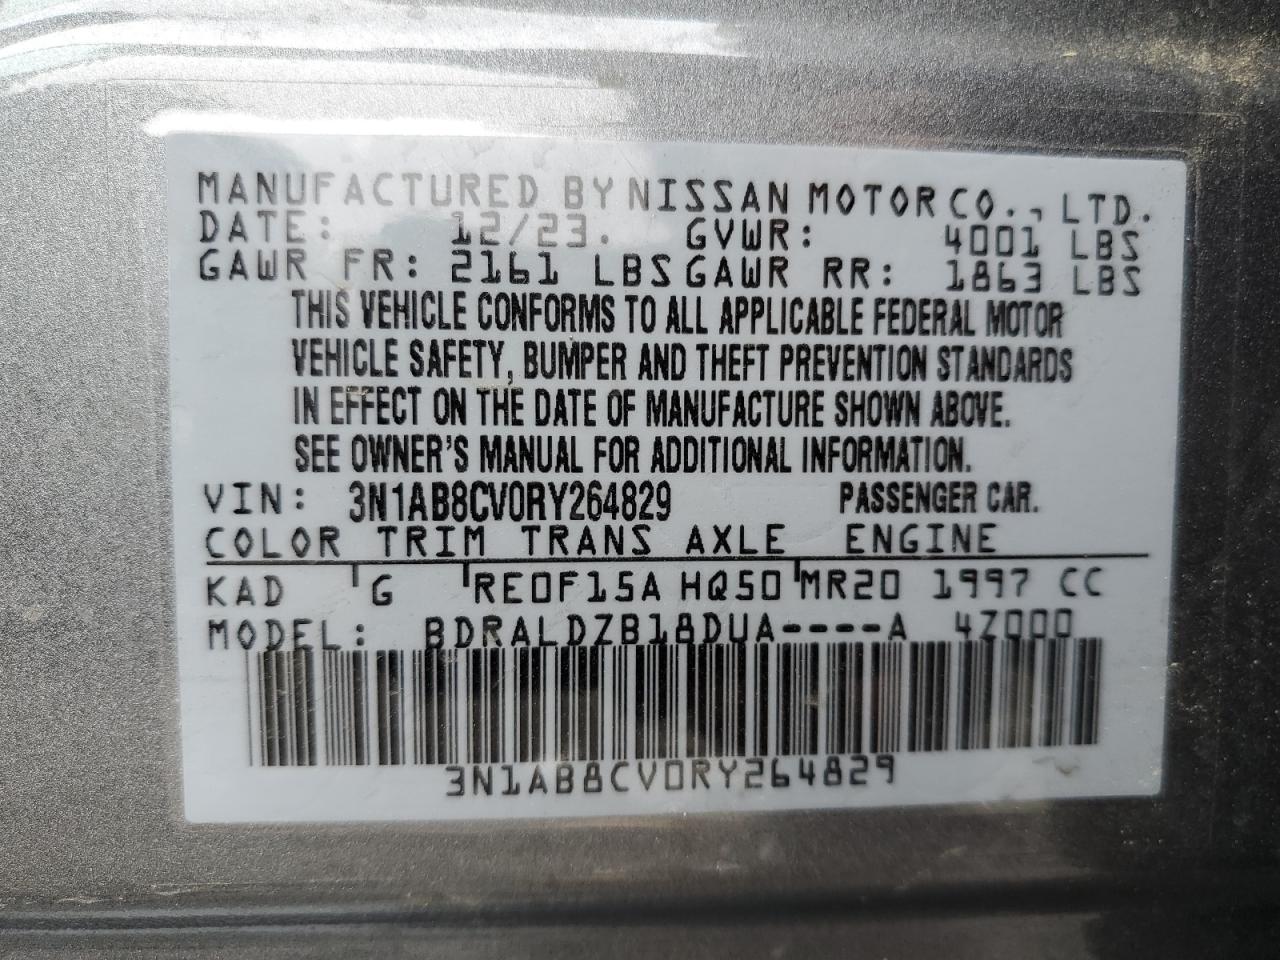 MANUFACTURED BY NISSAN MOTOR CO., LTD.
DATE: 12/23. GVWR: 4001 LBS
GAWR FR: 2161 LBS GAWR RR: 1863 LBS
THIS VEHICLE CONFORMS TO ALL APPLICABLE FEDERAL MOTOR
VEHICLE SAFETY, BUMPER AND THEFT PREVENTION STANDARDS
IN EFFECT ON THE DATE OF MANUFACTURE SHOWN ABOVE.
SEE OWNER'S MANUAL FOR ADDITIONAL INFORMATION.
VIN: 3N1AB8CV0RY264829 PASSENGER CAR.
COLOR TRIM TRANS AXLE ENGINE
KAD G RE0F15A HQ50 MR20 1997 CC
MODEL: BDRALDZB18DUA----A 4Z000
3N1AB8CV0RY264829